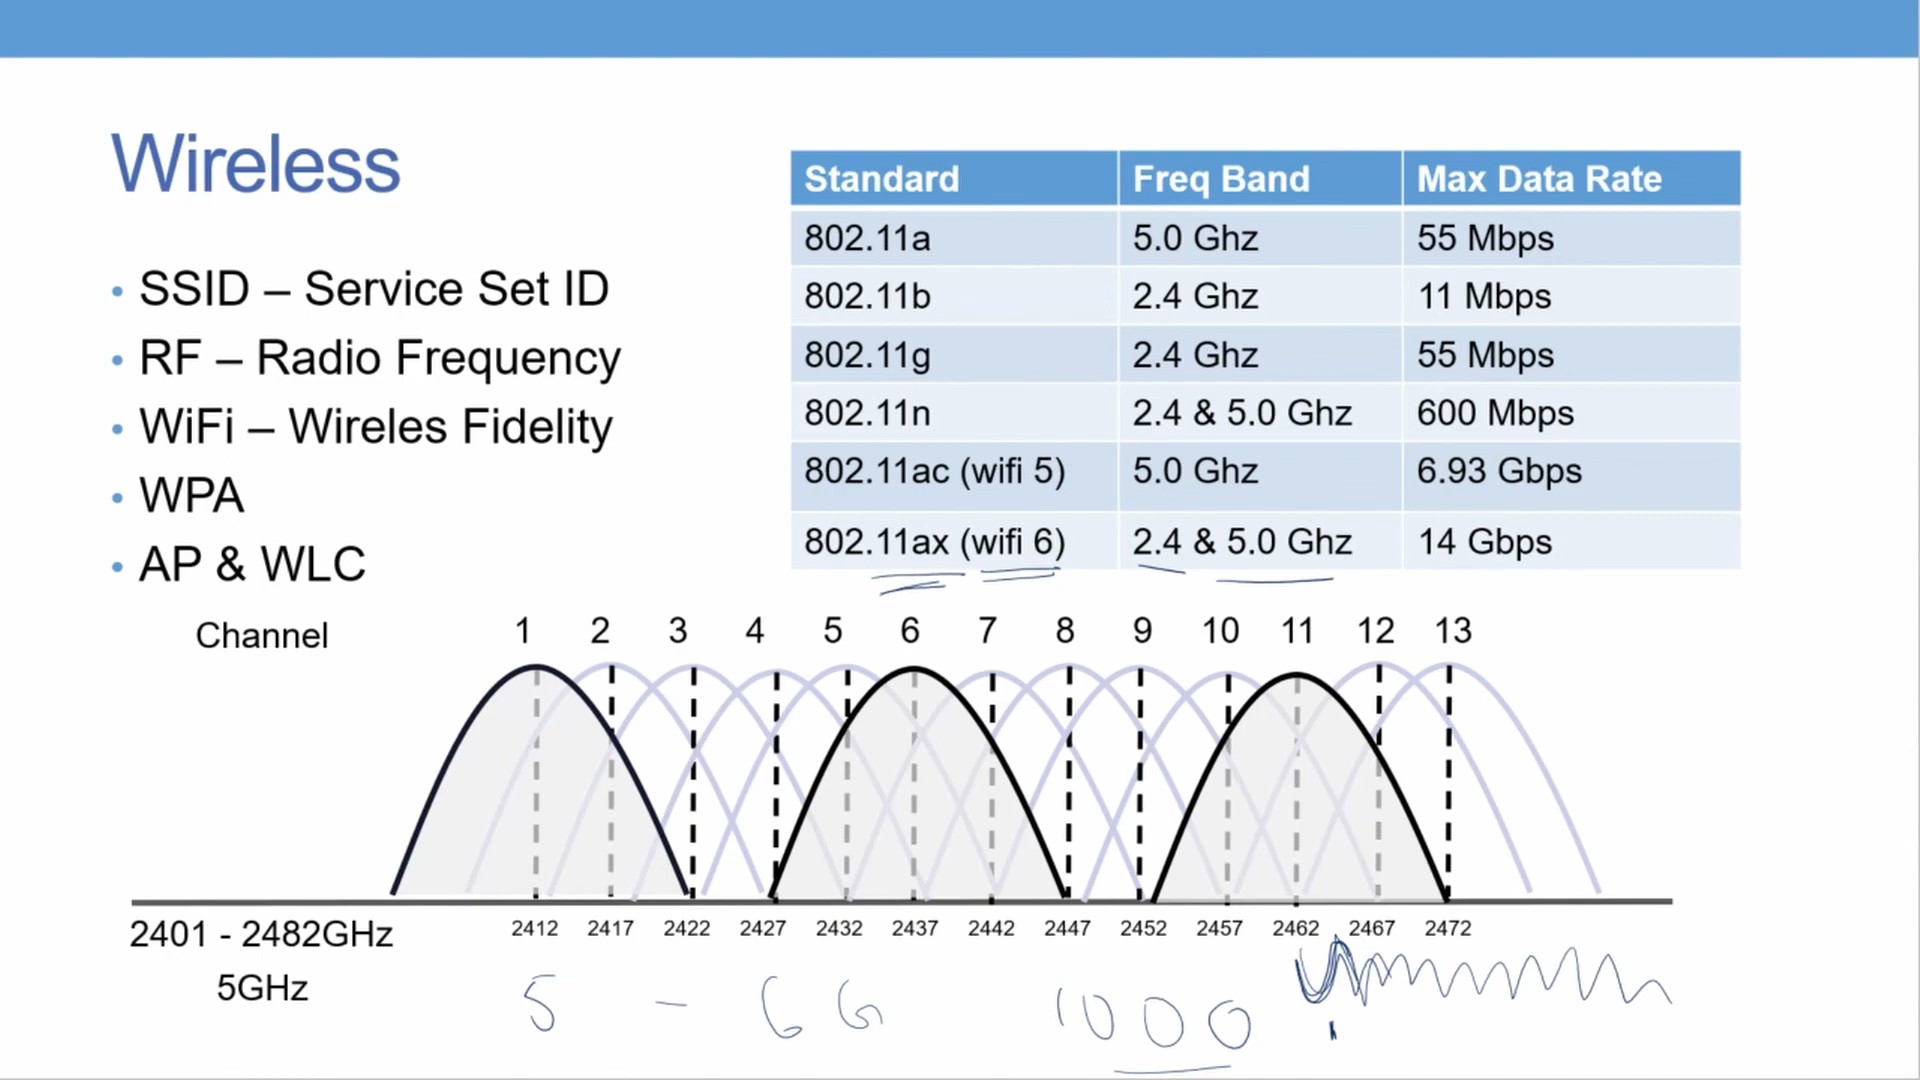 Wireless
• SSID – Service Set ID
• RF – Radio Frequency
• WiFi – Wireles Fidelity
• WPA
• AP & WLC
Standard Freq Band Max Data Rate
802.11a 5.0 Ghz 55 Mbps
802.11b 2.4 Ghz 11 Mbps
802.11g 2.4 Ghz 55 Mbps
802.11n 2.4 & 5.0 Ghz 600 Mbps
802.11ac (wifi 5) 5.0 Ghz 6.93 Gbps
802.11ax (wifi 6) 2.4 & 5.0 Ghz 14 Gbps
Channel 1 2 3 4 5 6 7 8 9 10 11 12 13
2401 - 2482GHz 2412 2417 2422 2427 2432 2437 2442 2447 2452 2457 2462 2467 2472
5GHz 5 – 6G 1000